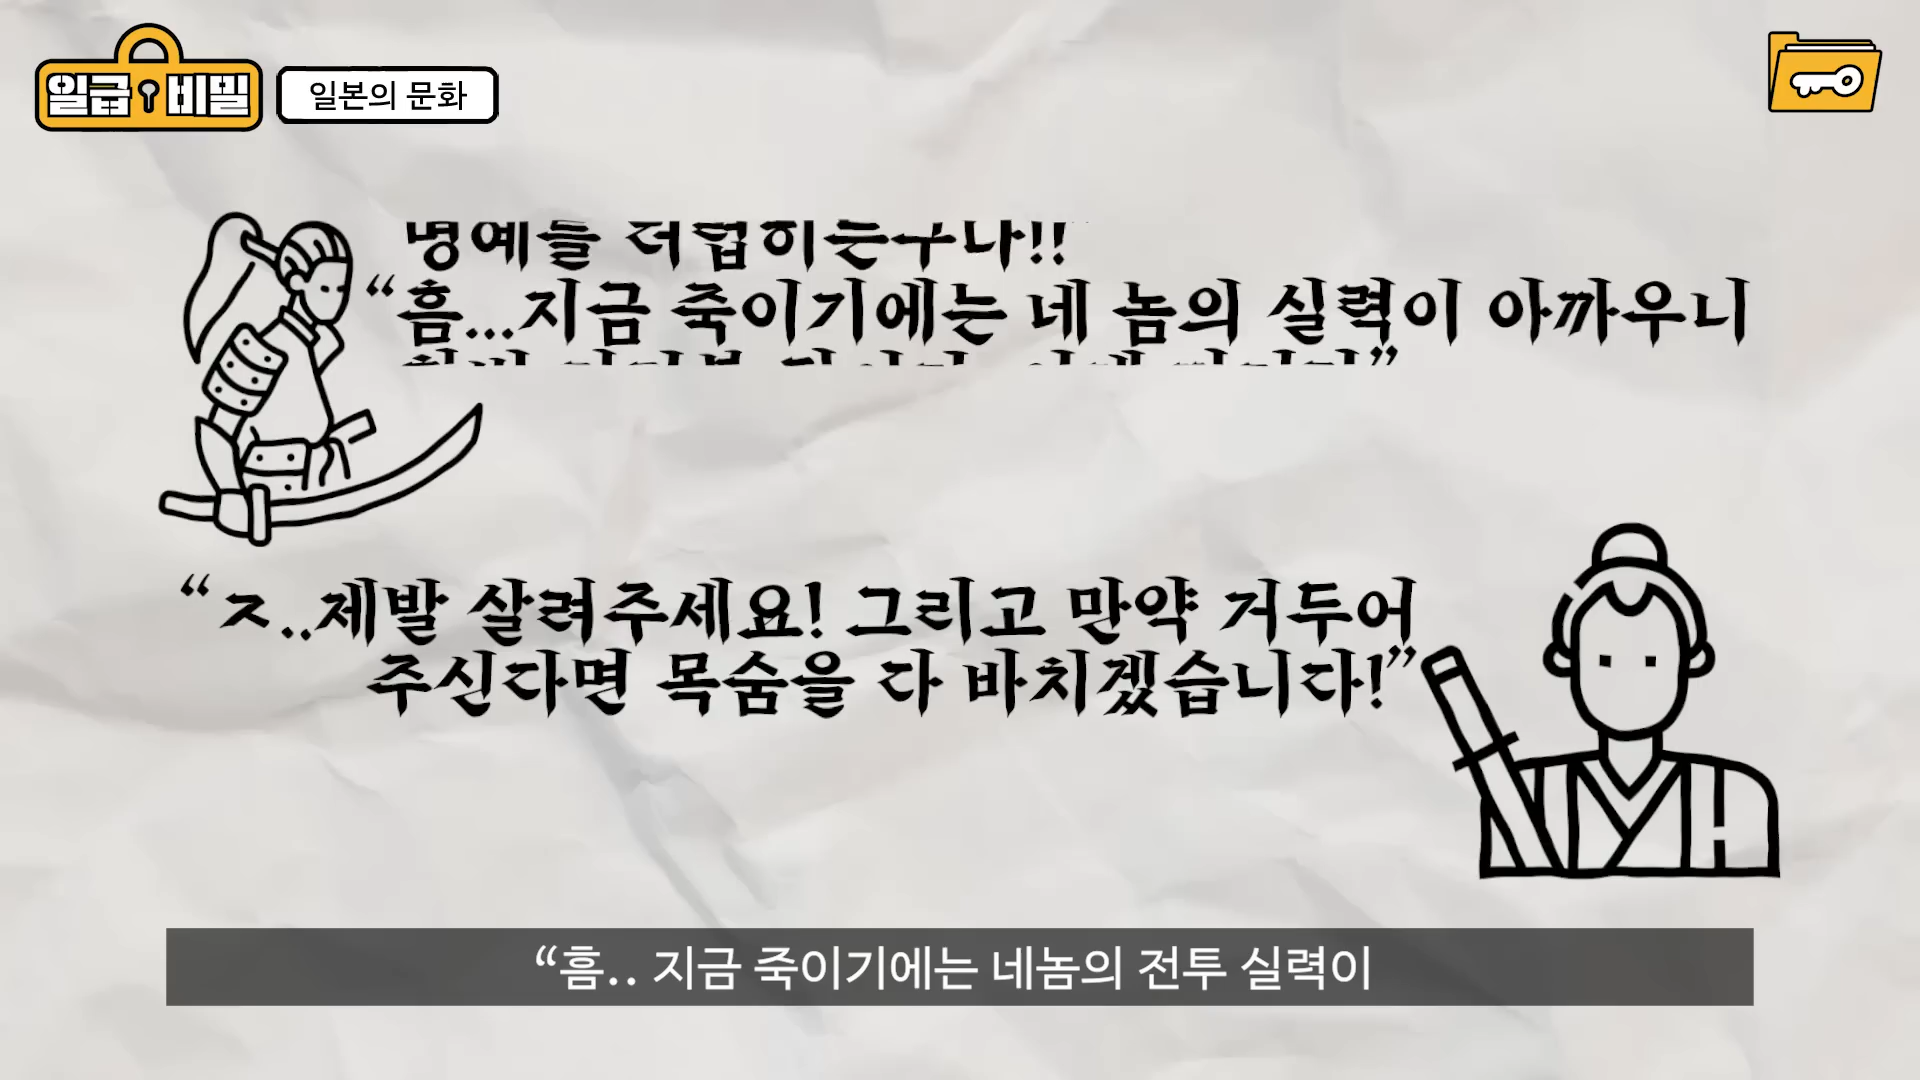 일급비밀
일본의 문화
명예를 더럽히는구나!!"
“흠...지금 죽이기에는 네 놈의 실력이 아까우니
“ㅈ..제발 살려주세요! 그리고 만약 거두어
주신다면 목숨을 다 바치겠습니다!”
“흠.. 지금 죽이기에는 네놈의 전투 실력이